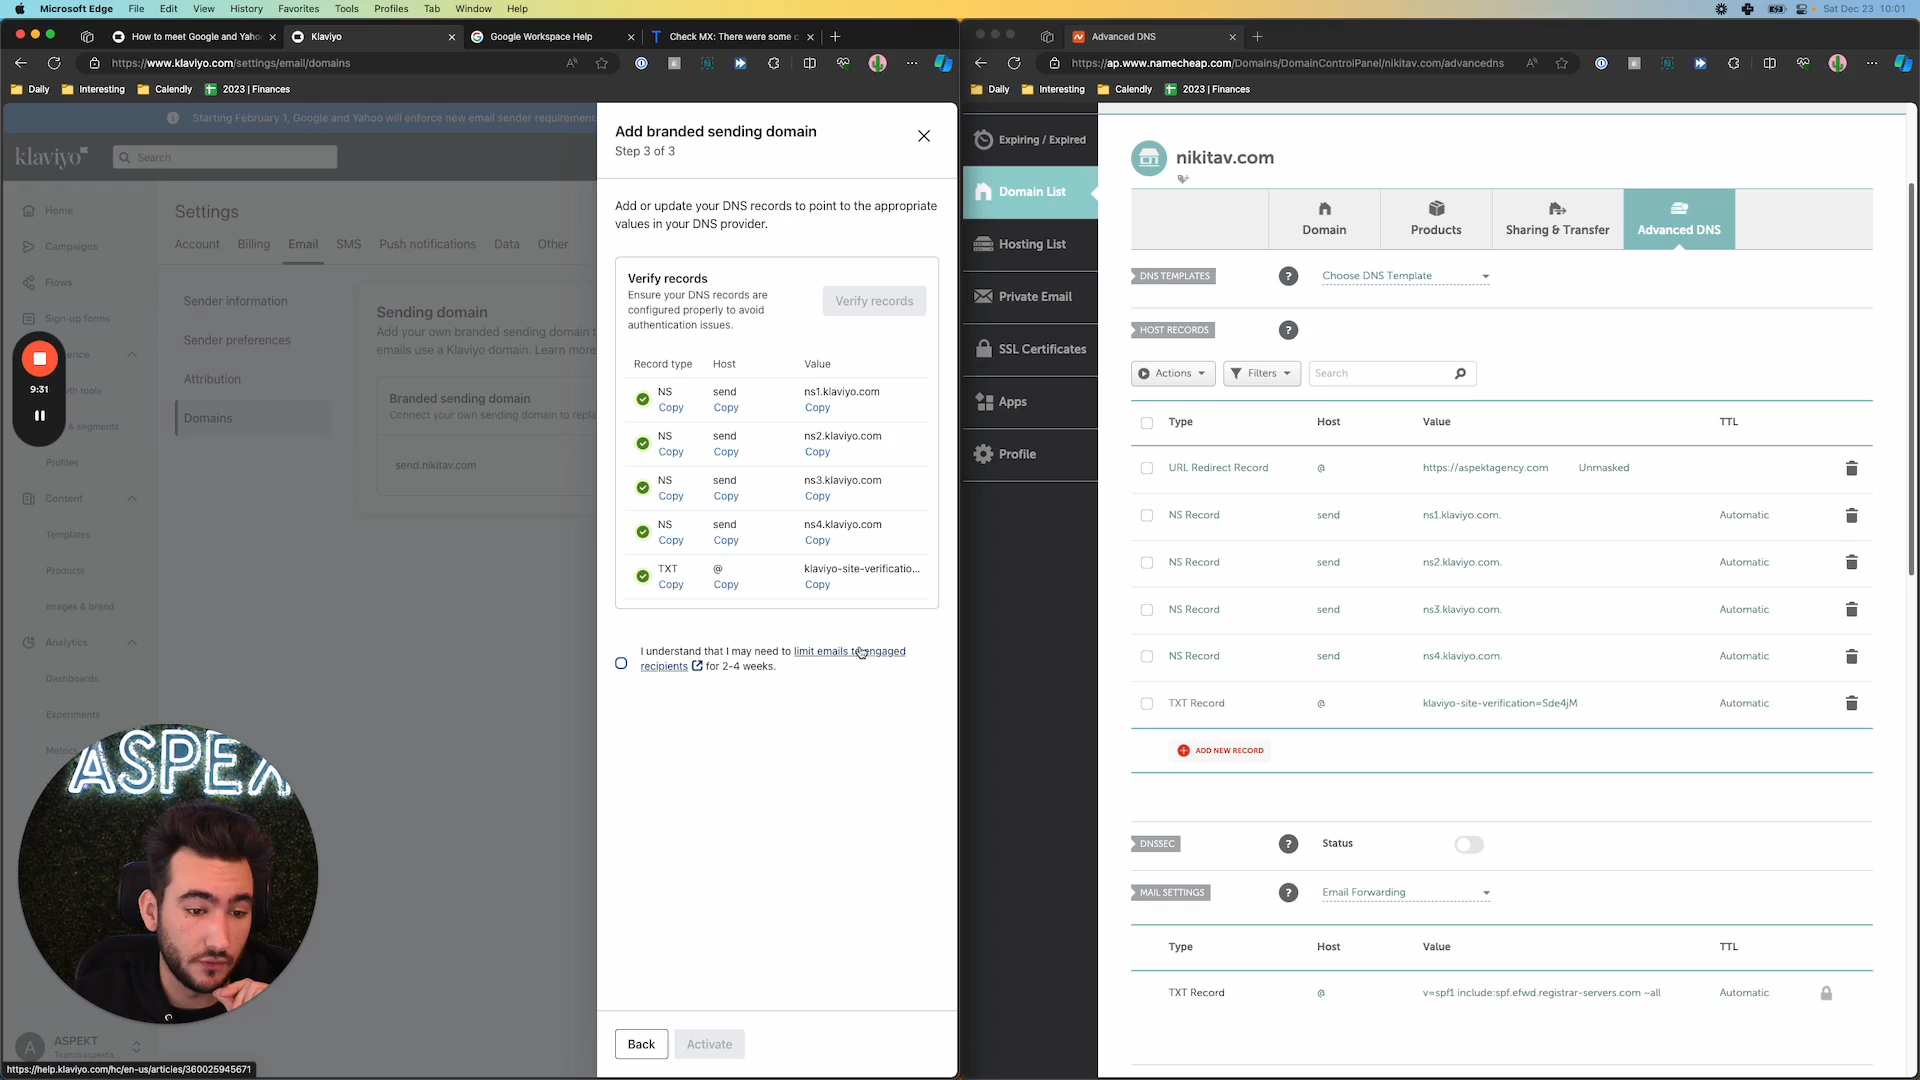 Microsoft Edge File Edit View History Favorites Tools Profiles Tab Window Help
Sat Dec 23 10:01
How to meet Google and Yaho
Klaviyo
Google Workspace Help
Check MX: There were some c
https://www.klaviyo.com/settings/email/domains
Daily Interesting Calendly 2023 | Finances
Starting February 1, Google and Yahoo will enforce new email sender requirement
klaviyo
Search
Home
Campaigns
Flows
Sign-up forms
9:31
ence
th tools
& segments
Profiles
Content
Templates
Products
Images & brand
Analytics
Dashboards
Experiments
Metrics
ASPEKT
Settings
Account Billing Email SMS Push notifications Data Other
Sender information
Sender preferences
Attribution
Domains
Sending domain
Add your own branded sending domain t
emails use a Klaviyo domain. Learn more
Branded sending domain
Connect your own sending domain to repla
send.nikitav.com
https://help.klaviyo.com/hc/en-us/articles/360025945671
Add branded sending domain
Step 3 of 3
Add or update your DNS records to point to the appropriate
values in your DNS provider.
Verify records
Ensure your DNS records are
configured properly to avoid
authentication issues.
Verify records
Record type Host Value
NS send ns1.klaviyo.com
Copy Copy Copy
NS send ns2.klaviyo.com
Copy Copy Copy
NS send ns3.klaviyo.com
Copy Copy Copy
NS send ns4.klaviyo.com
Copy Copy Copy
TXT @ klaviyo-site-verificatio...
Copy Copy Copy
I understand that I may need to limit emails to engaged
recipients for 2-4 weeks.
Back Activate
Advanced DNS
https://ap.www.namecheap.com/Domains/DomainControlPanel/nikitav.com/advancedns
Daily Interesting Calendly 2023 | Finances
Expiring / Expired
Domain List
Hosting List
Private Email
SSL Certificates
Apps
Profile
nikitav.com
Domain Products Sharing & Transfer Advanced DNS
DNS TEMPLATES ? Choose DNS Template
HOST RECORDS ?
Actions Filters Search
Type Host Value TTL
URL Redirect Record @ https://aspektagency.com Unmasked
NS Record send ns1.klaviyo.com. Automatic
NS Record send ns2.klaviyo.com. Automatic
NS Record send ns3.klaviyo.com. Automatic
NS Record send ns4.klaviyo.com. Automatic
TXT Record @ klaviyo-site-verification=Sde4jM Automatic
ADD NEW RECORD
DNSSEC ? Status
MAIL SETTINGS ? Email Forwarding
Type Host Value TTL
TXT Record @ v=spf1 include:spf.efwd.registrar-servers.com ~all Automatic